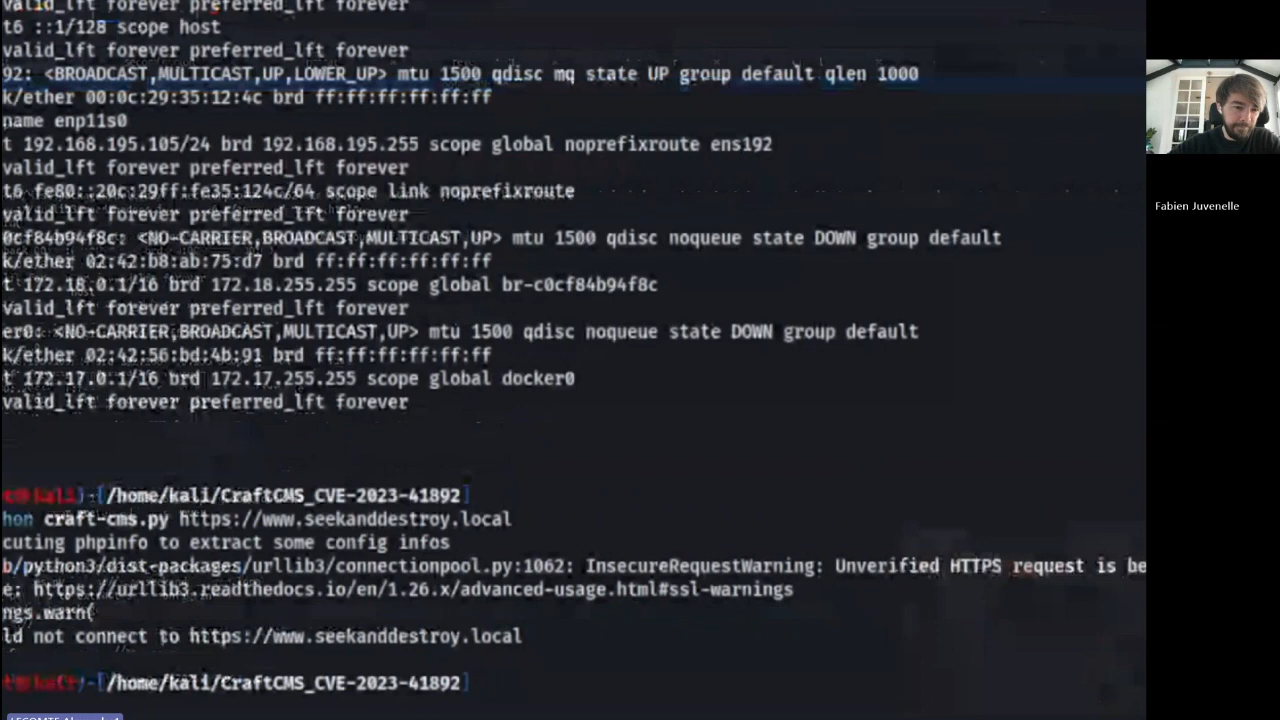 valid_lft forever preferred_lft forever
t6 ::1/128 scope host
valid_lft forever preferred_lft forever
92: <BROADCAST,MULTICAST,UP,LOWER_UP> mtu 1500 qdisc mq state UP group default qlen 1000
k/ether 00:0c:29:35:12:4c brd ff:ff:ff:ff:ff:ff
name enp11s0
t 192.168.195.105/24 brd 192.168.195.255 scope global noprefixroute ens192
valid_lft forever preferred_lft forever
t6 fe80::20c:29ff:fe35:124c/64 scope link noprefixroute
valid_lft forever preferred_lft forever
0cf84b94f8c: <NO-CARRIER,BROADCAST,MULTICAST,UP> mtu 1500 qdisc noqueue state DOWN group default
k/ether 02:42:b8:ab:75:d7 brd ff:ff:ff:ff:ff:ff
t 172.18.0.1/16 brd 172.18.255.255 scope global br-c0cf84b94f8c
valid_lft forever preferred_lft forever
er0: <NO-CARRIER,BROADCAST,MULTICAST,UP> mtu 1500 qdisc noqueue state DOWN group default
k/ether 02:42:56:bd:4b:91 brd ff:ff:ff:ff:ff:ff
t 172.17.0.1/16 brd 172.17.255.255 scope global docker0
valid_lft forever preferred_lft forever
t@kali)-[/home/kali/CraftCMS_CVE-2023-41892]
hon craft-cms.py https://www.seekanddestroy.local
cuting phpinfo to extract some config infos
b/python3/dist-packages/urllib3/connectionpool.py:1062: InsecureRequestWarning: Unverified HTTPS request is be
e: https://urllib3.readthedocs.io/en/1.26.x/advanced-usage.html#ssl-warnings
ngs.warn(
ld not connect to https://www.seekanddestroy.local
t@kali)-[/home/kali/CraftCMS_CVE-2023-41892]
Fabien Juvenelle